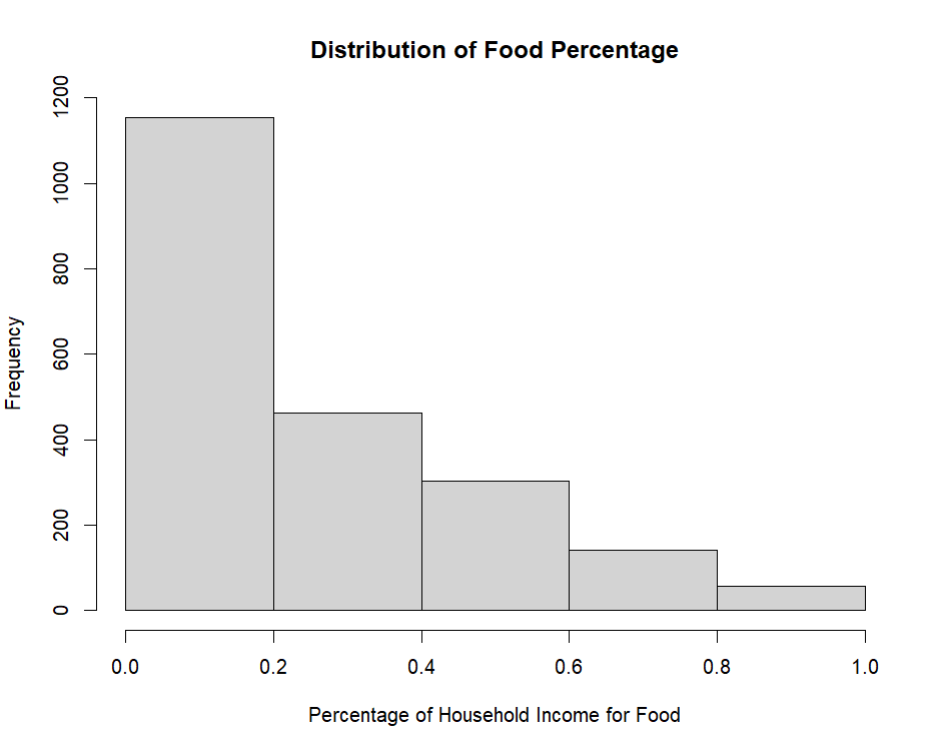 Distribution of Food Percentage
1200
1000
800
600
400
200
0
Frequency
0.0 0.2 0.4 0.6 0.8 1.0
Percentage of Household Income for Food